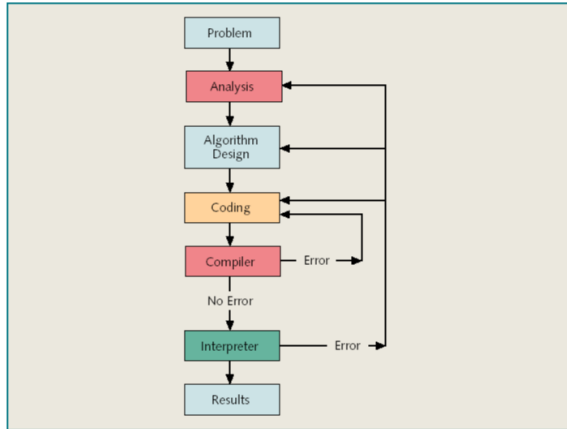 Problem
Analysis
Algorithm
Design
Coding
Compiler
Error
No Error
Interpreter
Error
Results